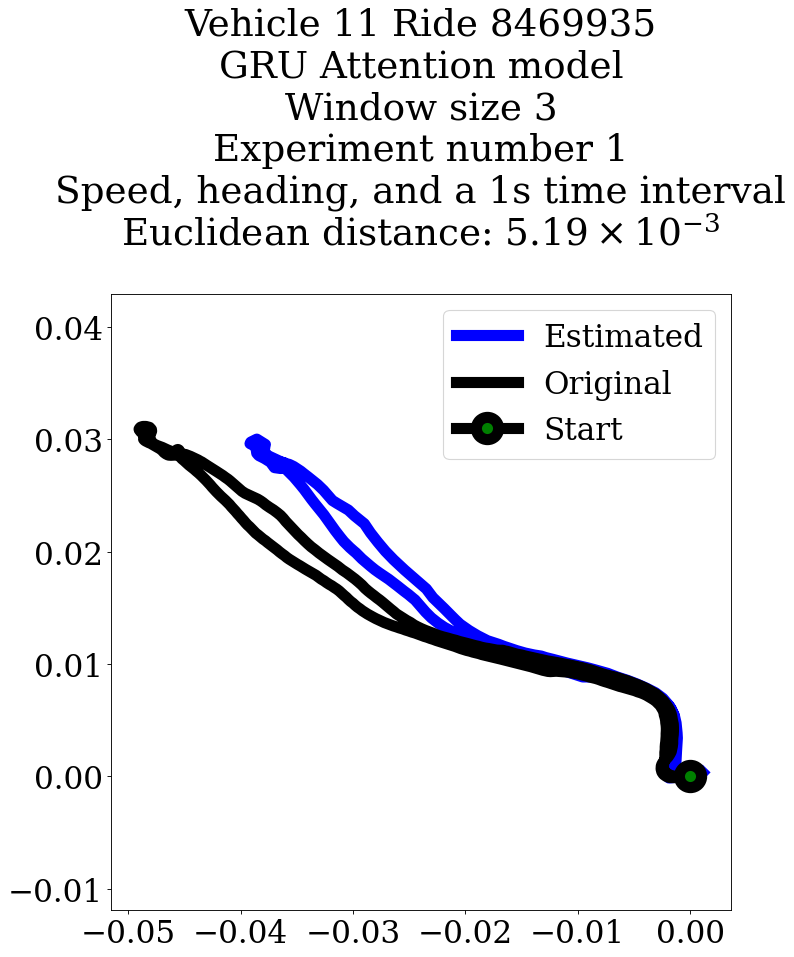 Vehicle 11 Ride 8469935
GRU Attention model
Window size 3
Experiment number 1
Speed, heading, and a 1s time interval
Euclidean distance: 5.19 × 10⁻³
Estimated
Original
Start
0.04
0.03
0.02
0.01
0.00
−0.01
−0.05 −0.04 −0.03 −0.02 −0.01 0.00